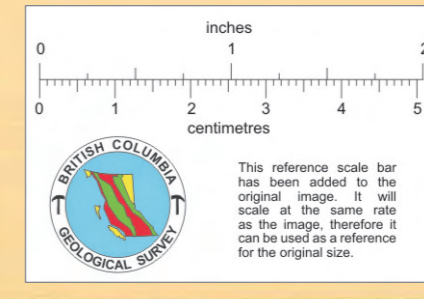 inches
0 1 2
0 1 2 3 4 5
centimetres
BRITISH COLUMBIA
GEOLOGICAL SURVEY
This reference scale bar
has been added to the
original image. It will
scale at the same rate
as the image, therefore it
can be used as a reference
for the original size.